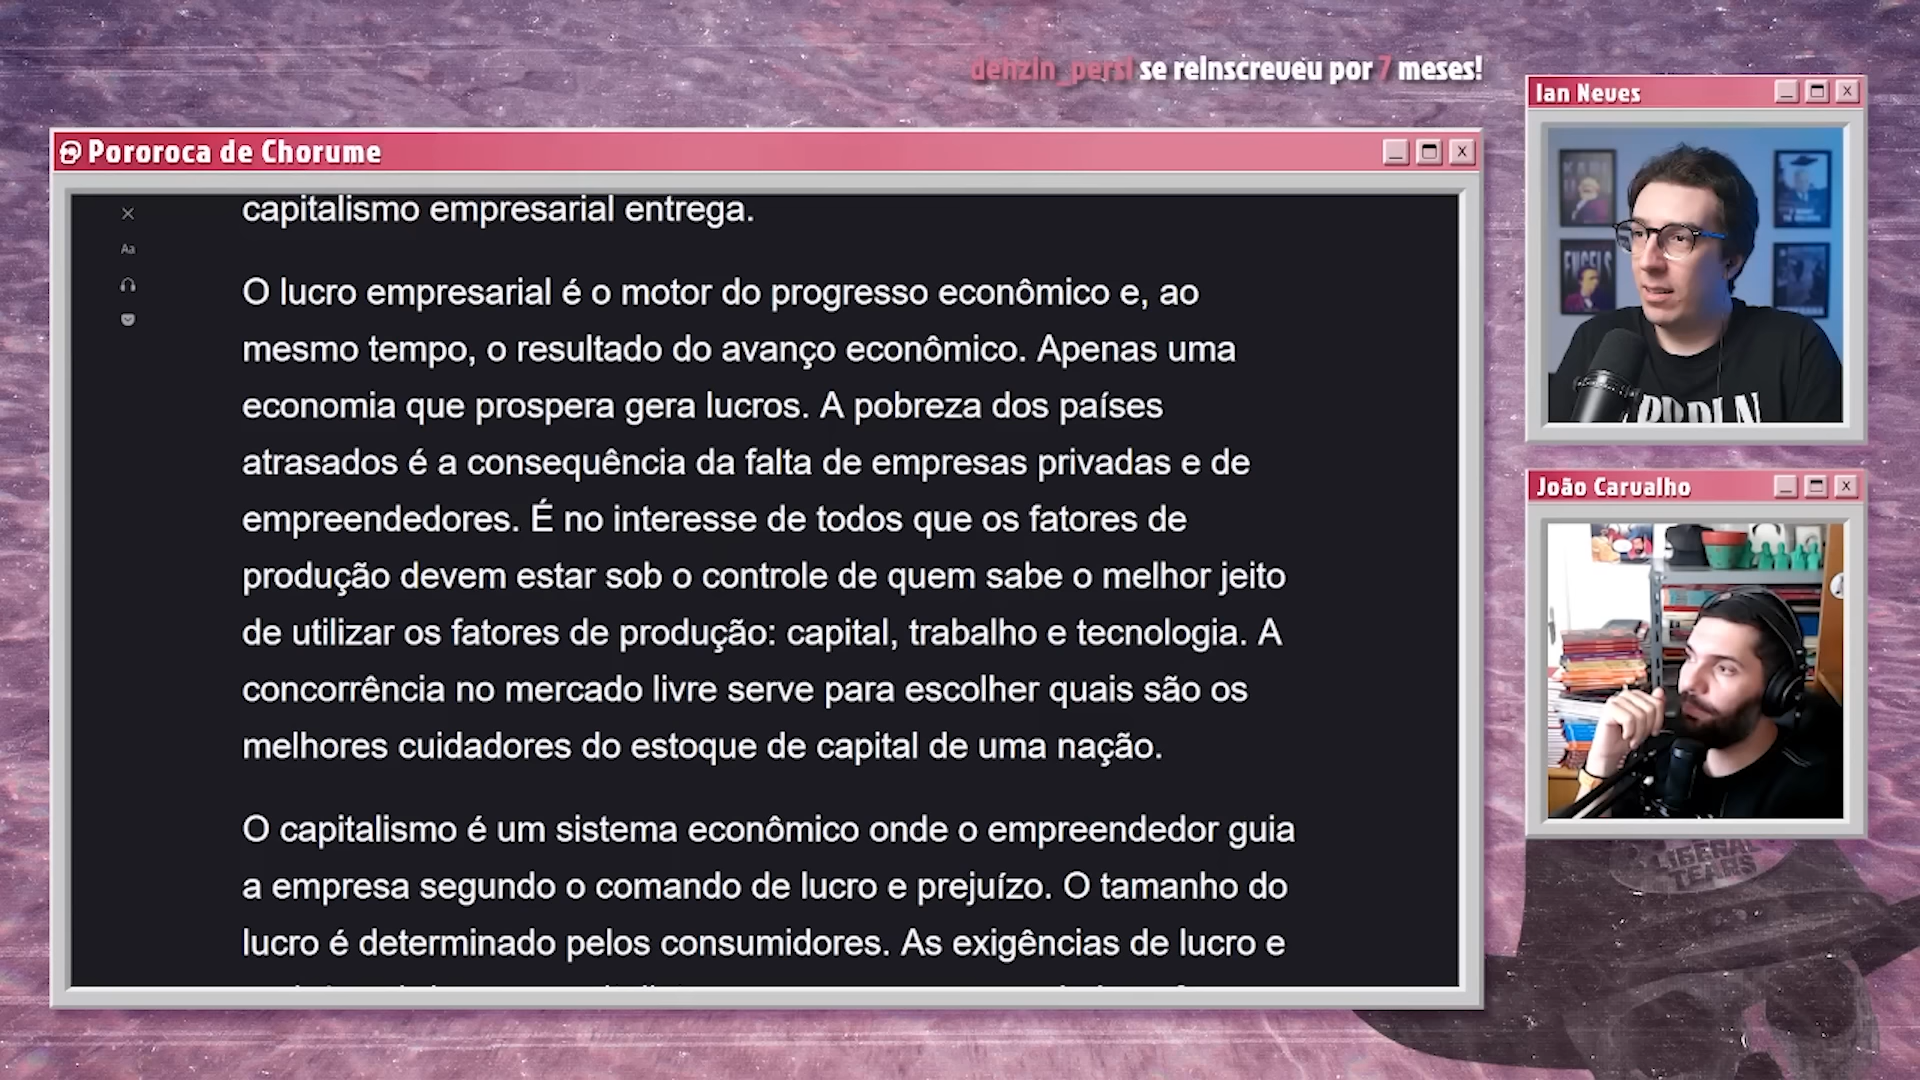 dehzin_persl se reinscreveu por 7 meses!
Ian Neves
Pororoca de Chorume
capitalismo empresarial entrega.
O lucro empresarial é o motor do progresso econômico e, ao
mesmo tempo, o resultado do avanço econômico. Apenas uma
economia que prospera gera lucros. A pobreza dos países
atrasados é a consequência da falta de empresas privadas e de
empreendedores. É no interesse de todos que os fatores de
produção devem estar sob o controle de quem sabe o melhor jeito
de utilizar os fatores de produção: capital, trabalho e tecnologia. A
concorrência no mercado livre serve para escolher quais são os
melhores cuidadores do estoque de capital de uma nação.
O capitalismo é um sistema econômico onde o empreendedor guia
a empresa segundo o comando de lucro e prejuízo. O tamanho do
lucro é determinado pelos consumidores. As exigências de lucro e
Aa
KARL
ENGELS
João Carvalho
LIBERAL
TEARS